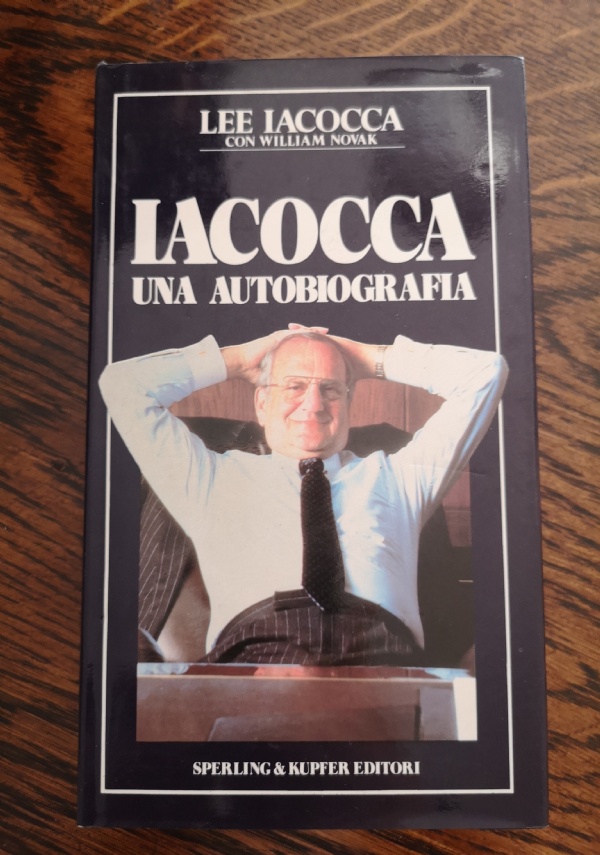 LEE IACOCCA
CON WILLIAM NOVAK
IACOCCA
UNA AUTOBIOGRAFIA
SPERLING & KUPFER EDITORI